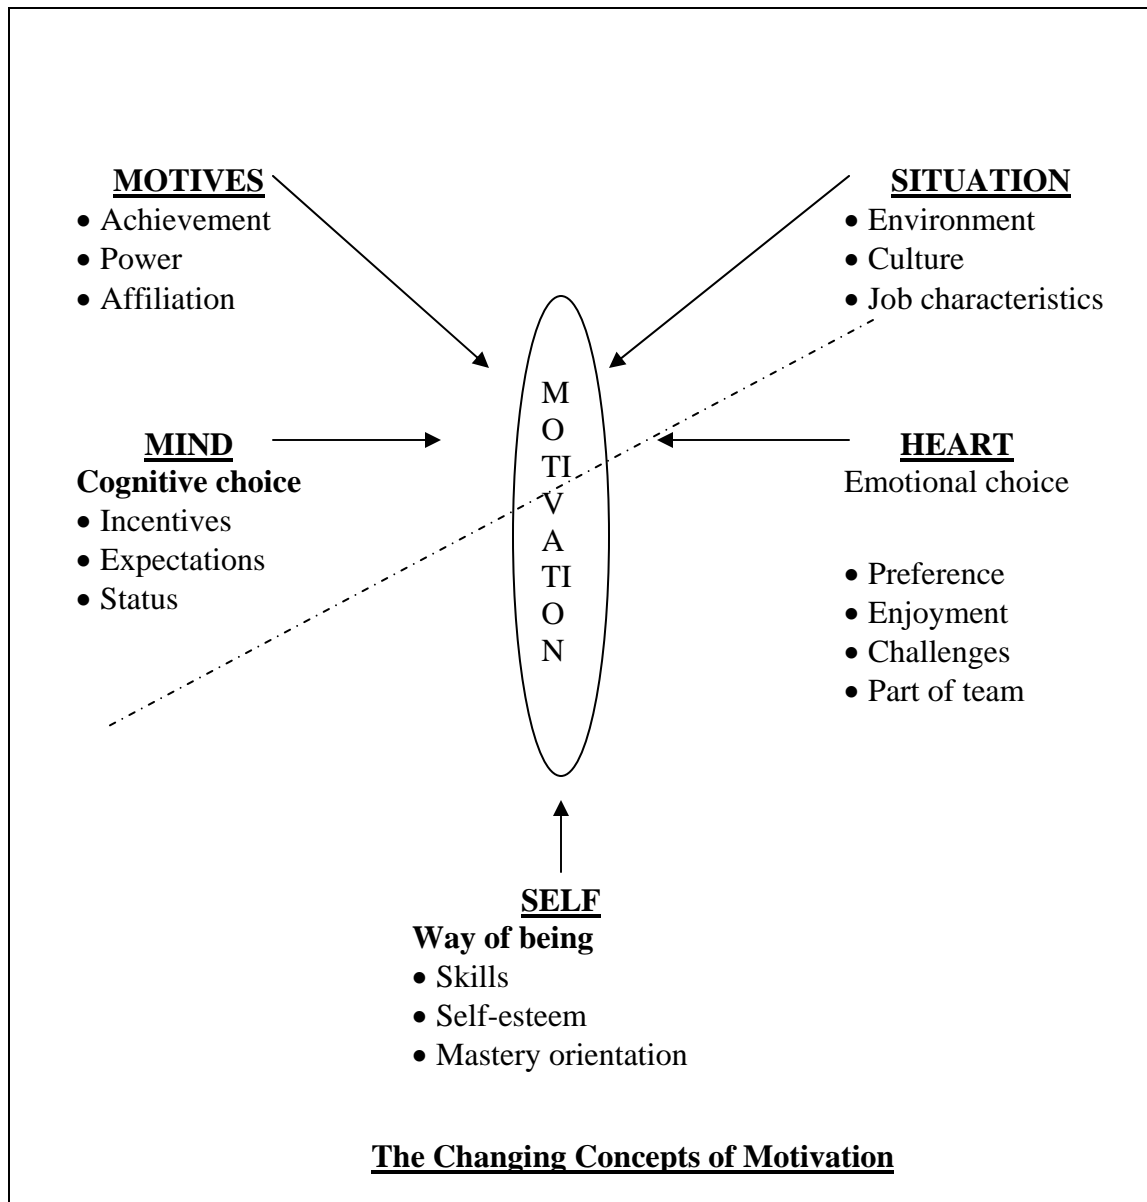 MOTIVES
• Achievement
• Power
• Affiliation
SITUATION
• Environment
• Culture
• Job characteristics
M
O
TI
V
A
TI
O
N
MIND
Cognitive choice
• Incentives
• Expectations
• Status
HEART
Emotional choice
• Preference
• Enjoyment
• Challenges
• Part of team
SELF
Way of being
• Skills
• Self-esteem
• Mastery orientation
The Changing Concepts of Motivation